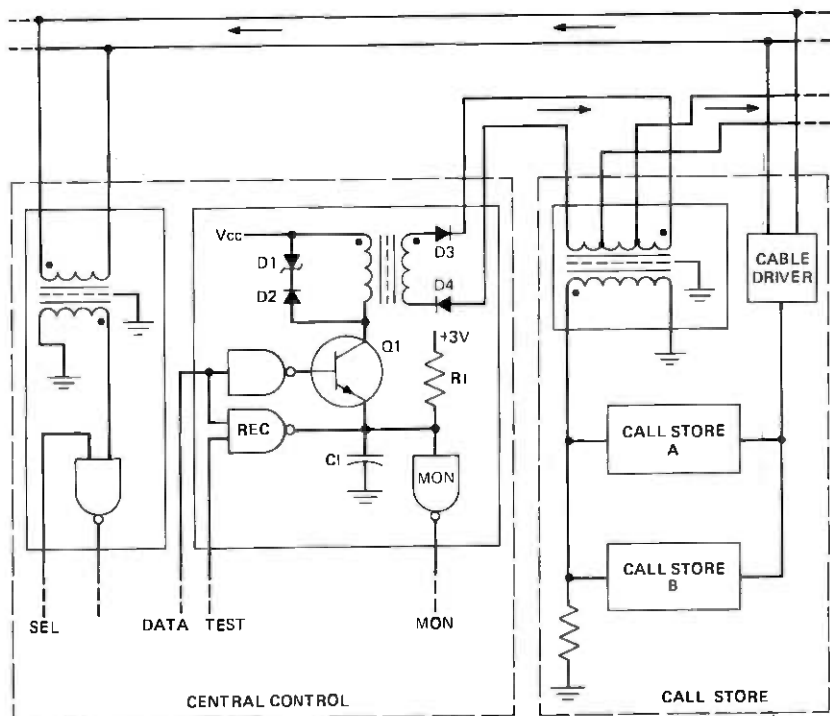 Vcc
D1
D2
D3
D4
Q1
+3V
R1
REC
C1
MON
CABLE
DRIVER
CALL STORE
A
CALL STORE
B
SEL
DATA
TEST
MON
CENTRAL CONTROL
CALL STORE